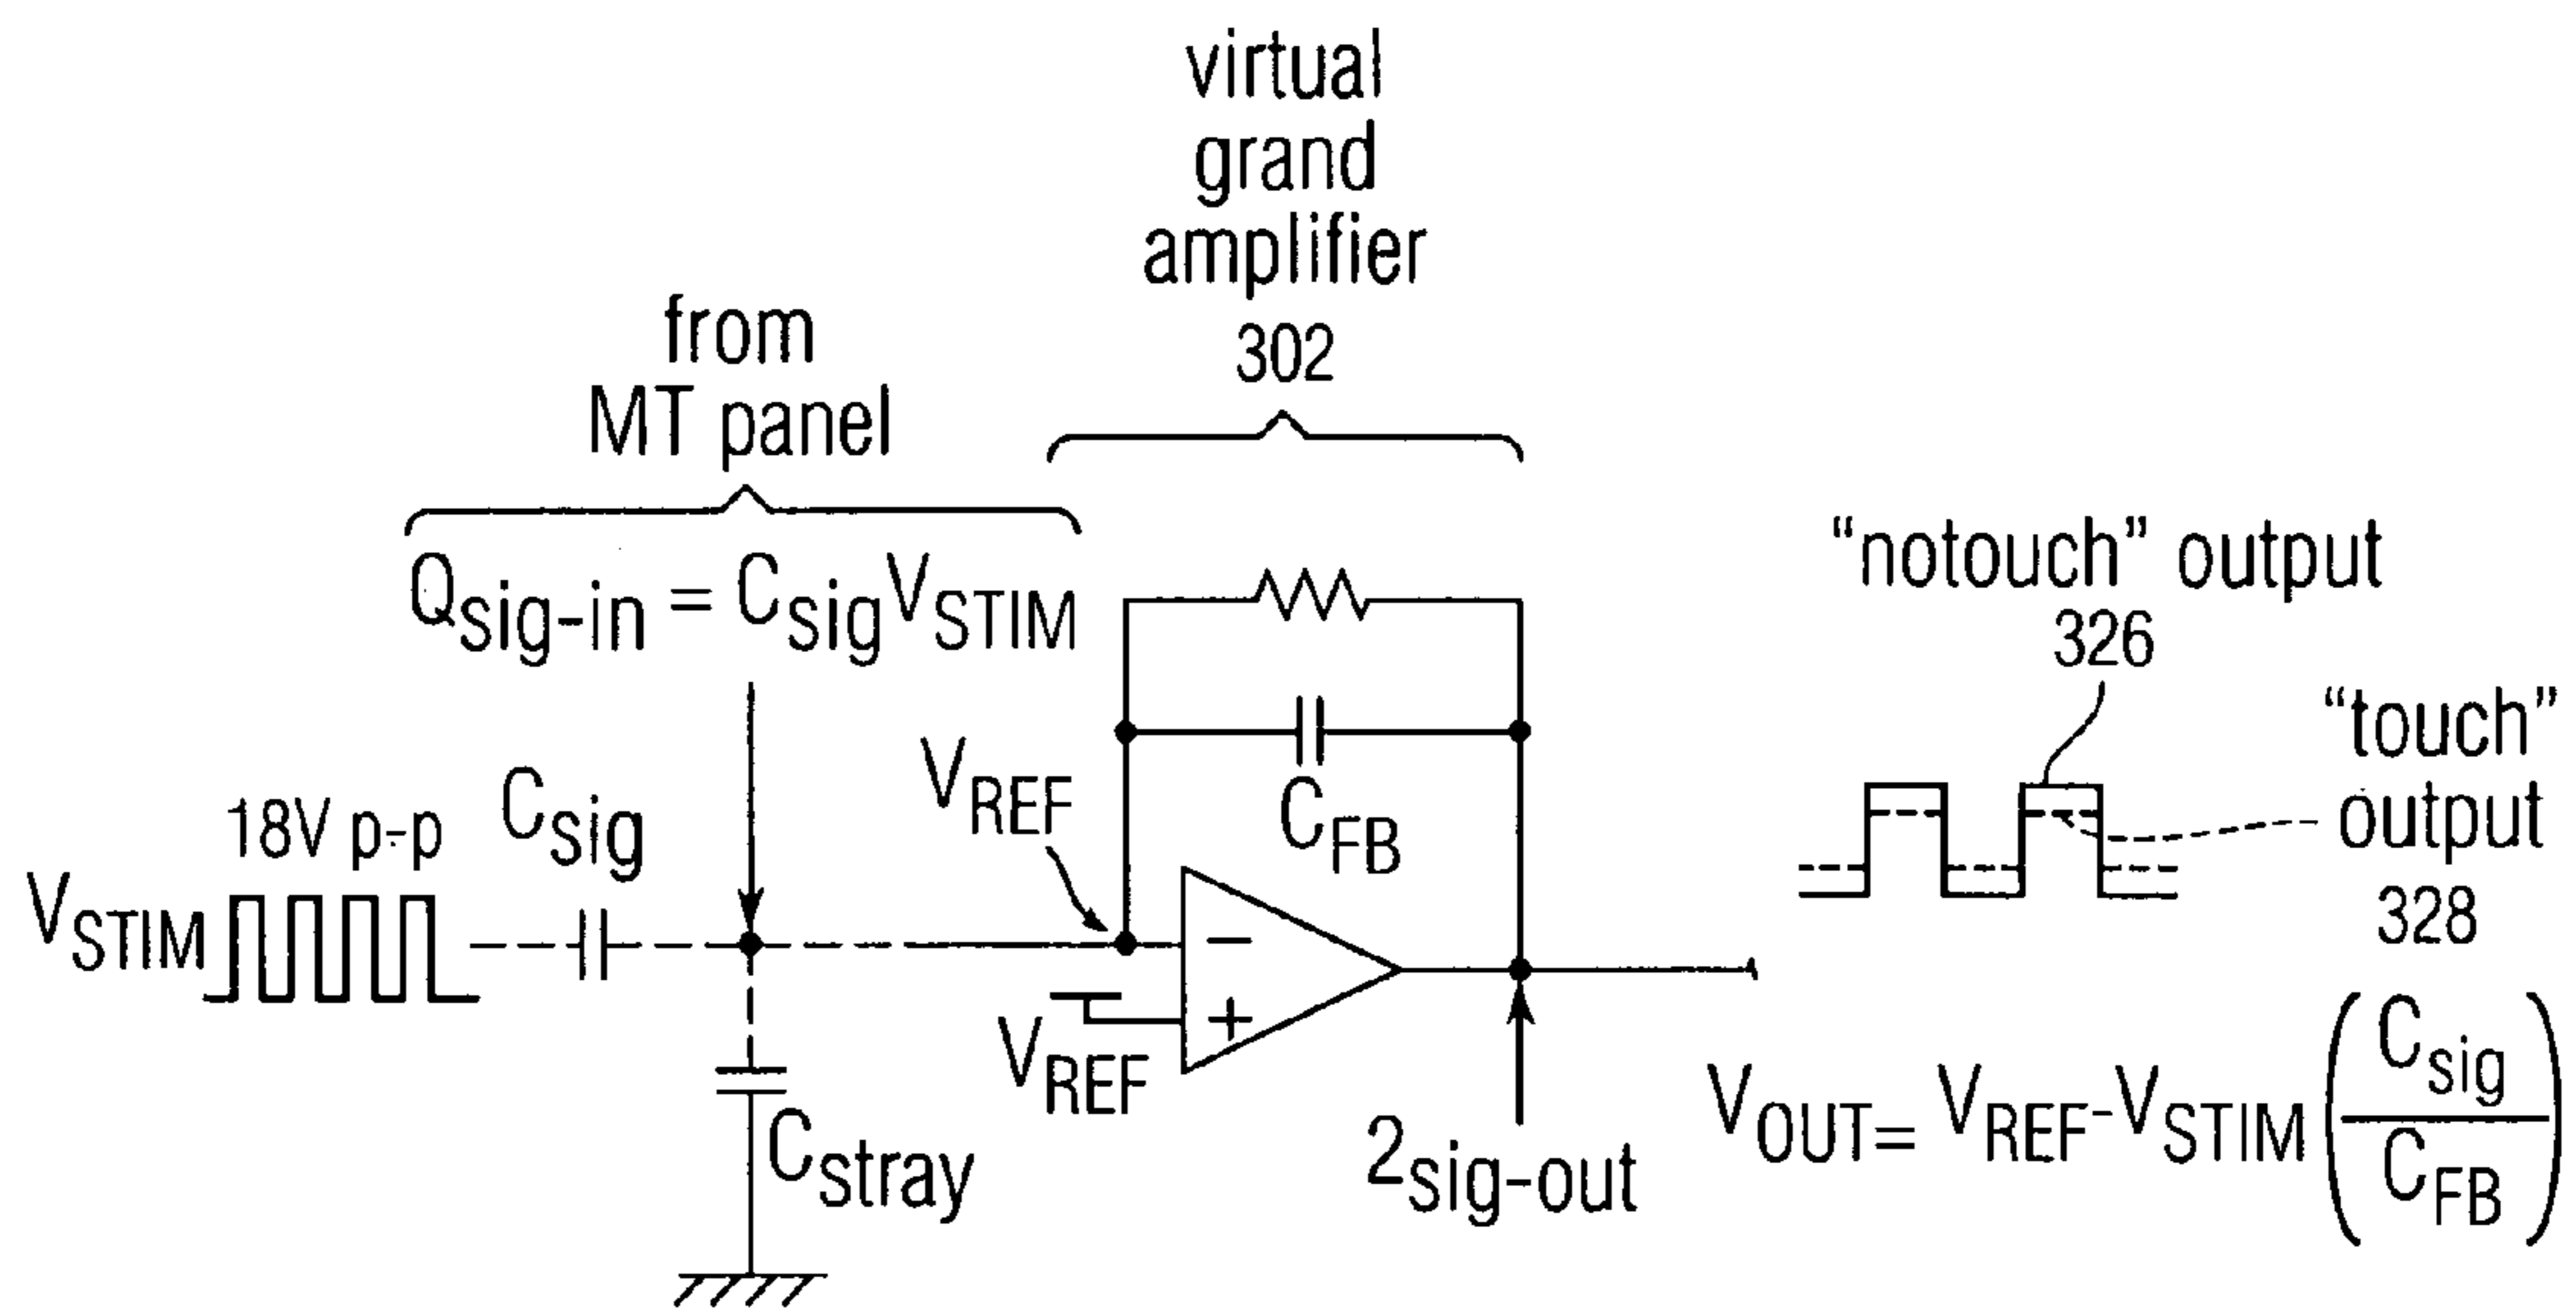 virtual
grand
amplifier
302
from
MT panel
Qsig-in = CsigVSTIM
"notouch" output
326
"touch"
output
328
VREF
CFB
18V p-p
Csig
VSTIM
−
+
VREF
Cstray
2sig-out
VOUT= VREF-VSTIM (Csig/CFB)